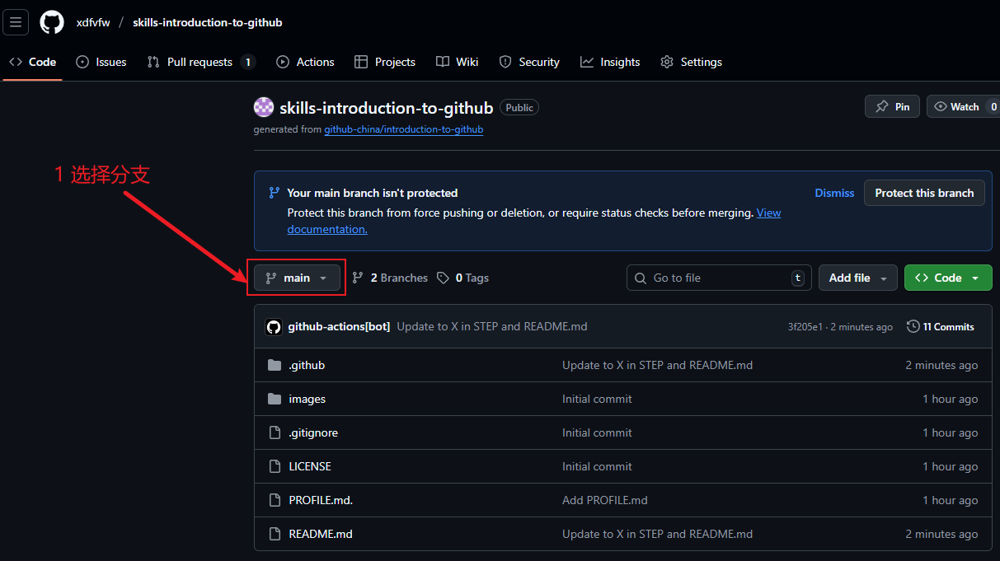 xdfvfw / skills-introduction-to-github
Code Issues Pull requests 1 Actions Projects Wiki Security Insights Settings
skills-introduction-to-github Public Pin Watch 0
generated from github-china/introduction-to-github
1 选择分支
Your main branch isn't protected Dismiss Protect this branch
Protect this branch from force pushing or deletion, or require status checks before merging. View
documentation.
main 2 Branches 0 Tags Go to file t Add file Code
github-actions[bot] Update to X in STEP and README.md 3f205e1 · 2 minutes ago 11 Commits
.github Update to X in STEP and README.md 2 minutes ago
images Initial commit 1 hour ago
.gitignore Initial commit 1 hour ago
LICENSE Initial commit 1 hour ago
PROFILE.md. Add PROFILE.md 1 hour ago
README.md Update to X in STEP and README.md 2 minutes ago